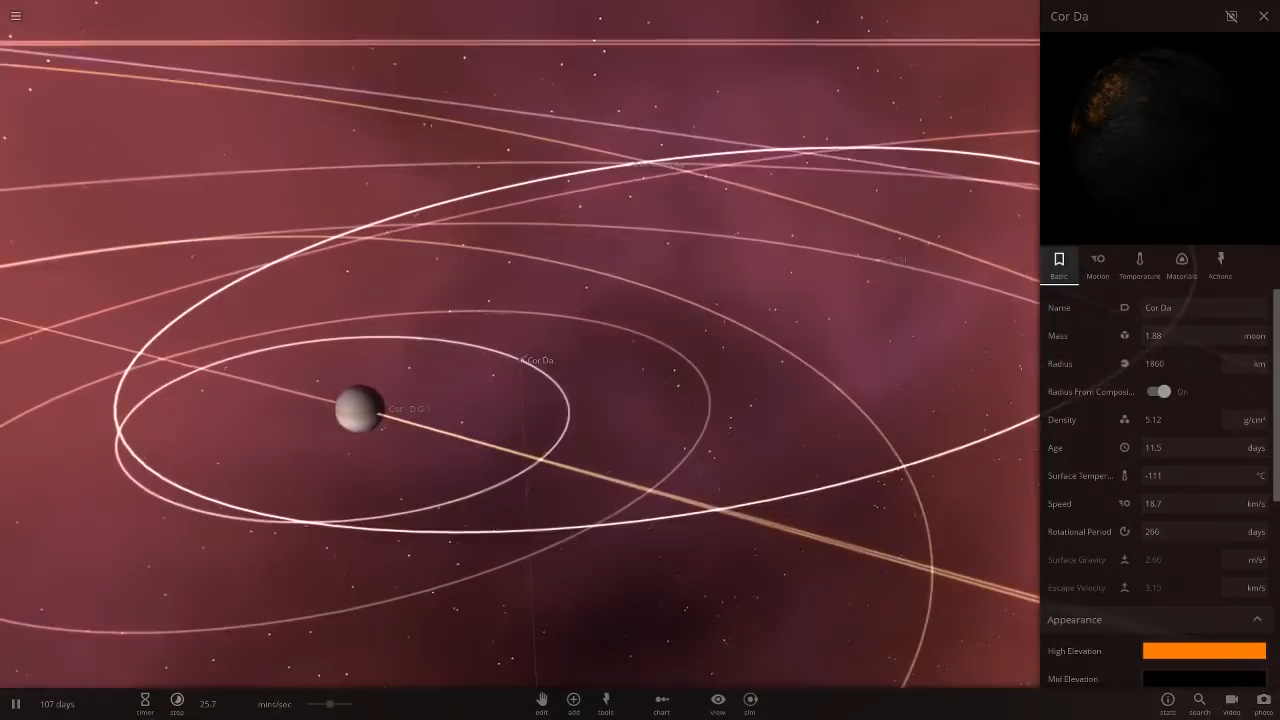 Cor Da
Basic Motion Temperature Materials Actions
Name Cor Da
Mass 1.88 moon
Radius 1860 km
Radius From Composi... On
Density 5.12 g/cm³
Age 11.5 days
Surface Temper... -111 °C
Speed 18.7 km/s
Rotational Period 266 days
Surface Gravity 2.66 m/s²
Escape Velocity 3.15 km/s
Appearance
High Elevation
Mid Elevation
Cor Da
107 days
timer
step
25.7 mins/sec
edit
add
tools
chart
view
sim
stats
search
video
photo